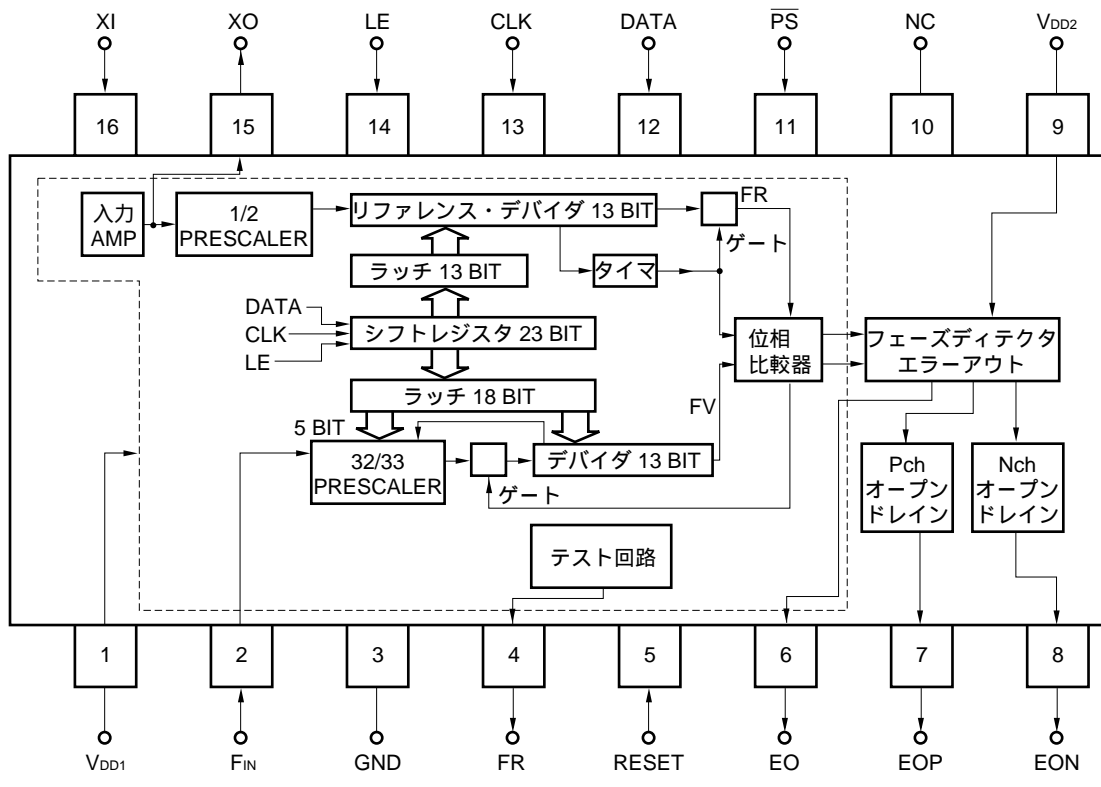 XI
XO
LE
CLK
DATA
PS
NC
VDD2
16
15
14
13
12
11
10
9
入力
AMP
1/2
PRESCALER
リファレンス・デバイダ 13 BIT
FR
ゲート
ラッチ 13 BIT
タイマ
DATA
CLK
LE
シフトレジスタ 23 BIT
位相
比較器
フェーズディテクタ
エラーアウト
ラッチ 18 BIT
FV
5 BIT
32/33
PRESCALER
デバイダ 13 BIT
ゲート
Pch
オープン
ドレイン
Nch
オープン
ドレイン
テスト回路
1
2
3
4
5
6
7
8
VDD1
FIN
GND
FR
RESET
EO
EOP
EON